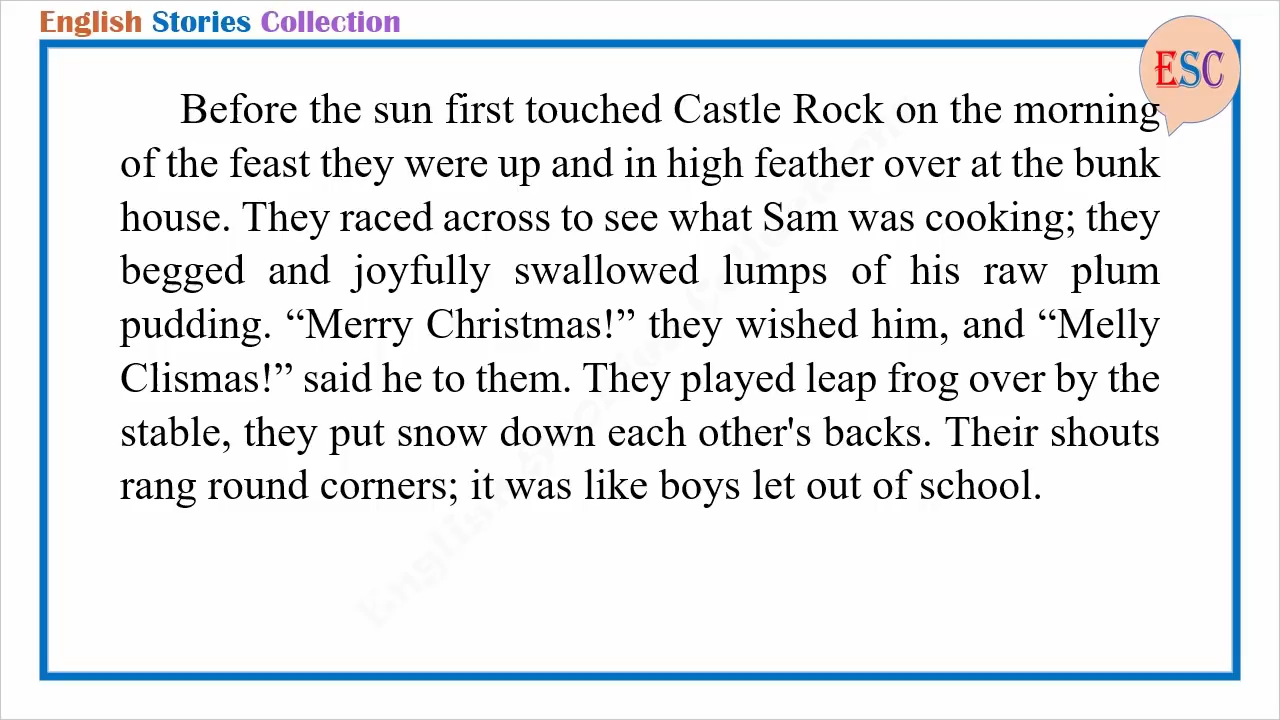 English Stories Collection
ESC
Before the sun first touched Castle Rock on the morning
of the feast they were up and in high feather over at the bunk
house. They raced across to see what Sam was cooking; they
begged and joyfully swallowed lumps of his raw plum
pudding. “Merry Christmas!” they wished him, and “Melly
Clismas!” said he to them. They played leap frog over by the
stable, they put snow down each other's backs. Their shouts
rang round corners; it was like boys let out of school.
English Stories Collection